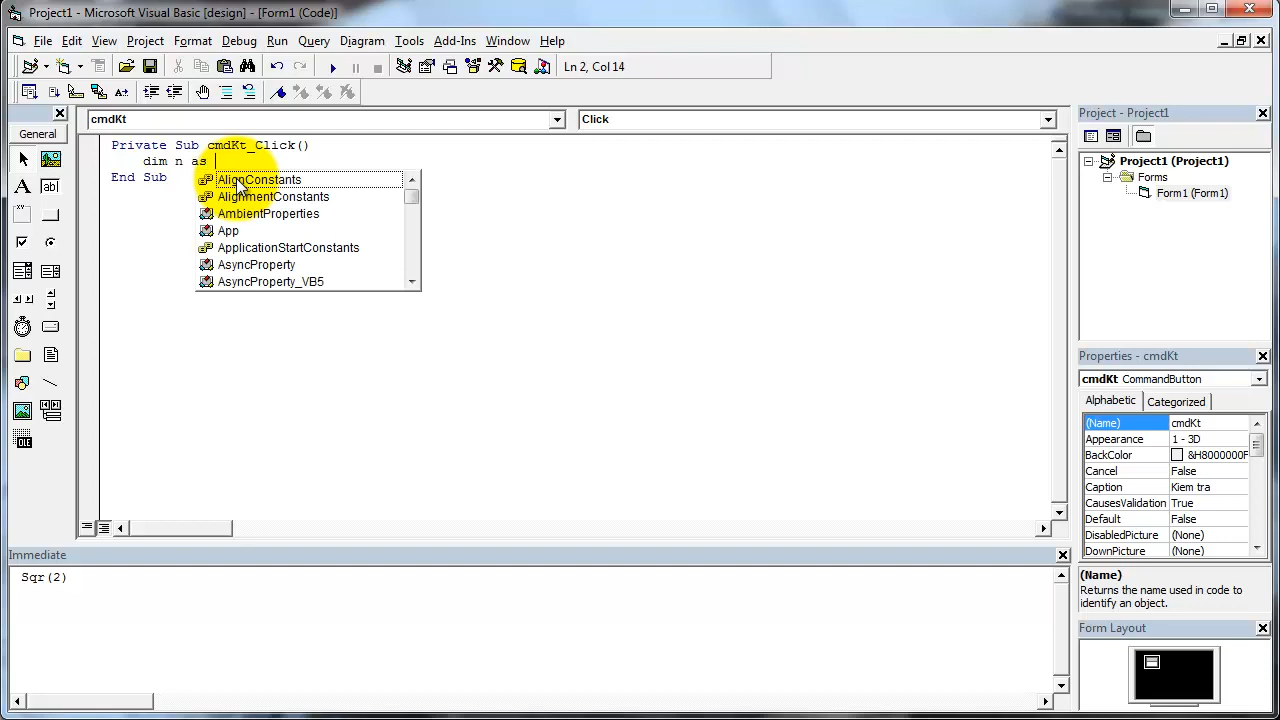 Project1 - Microsoft Visual Basic [design] - [Form1 (Code)]
File Edit View Project Format Debug Run Query Diagram Tools Add-Ins Window Help
Ln 2, Col 14
General
cmdKt
Click
Private Sub cmdKt_Click()
dim n as
End Sub
AlignConstants
AlignmentConstants
AmbientProperties
App
ApplicationStartConstants
AsyncProperty
AsyncProperty_VB5
Immediate
Sqr(2)
Project - Project1
Project1 (Project1)
Forms
Form1 (Form1)
Properties - cmdKt
cmdKt CommandButton
Alphabetic Categorized
(Name) cmdKt
Appearance 1 - 3D
BackColor &H8000000F
Cancel False
Caption Kiem tra
CausesValidation True
Default False
DisabledPicture (None)
DownPicture (None)
(Name)
Returns the name used in code to
identify an object.
Form Layout